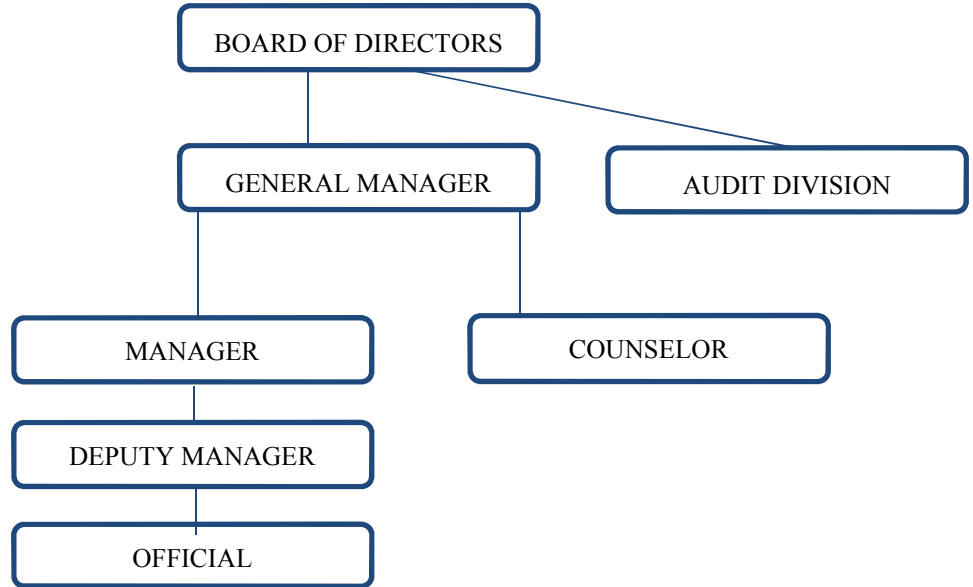 BOARD OF DIRECTORS
GENERAL MANAGER
AUDIT DIVISION
MANAGER
COUNSELOR
DEPUTY MANAGER
OFFICIAL